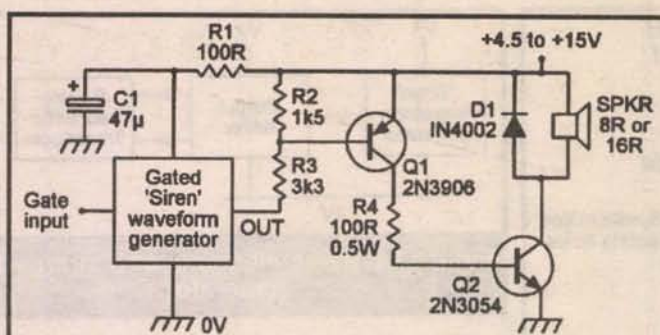 R1
100R
+4.5 to +15V
+
C1
47µ
R2
1k5
D1
IN4002
SPKR
8R or
16R
Q1
2N3906
R3
3k3
Gate
input
Gated
'Siren'
waveform
generator
OUT
R4
100R
0.5W
Q2
2N3054
0V